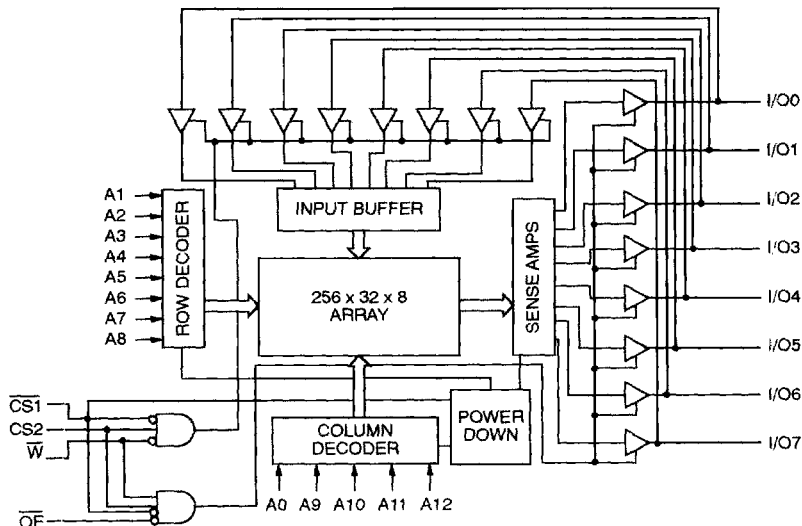 I/O0
I/O1
I/O2
I/O3
I/O4
I/O5
I/O6
I/O7
A1
A2
A3
A4
A5
A6
A7
A8
ROW DECODER
INPUT BUFFER
256 x 32 x 8
ARRAY
SENSE AMPS
COLUMN
DECODER
POWER
DOWN
A0 A9 A10 A11 A12
CS1
CS2
W
OE